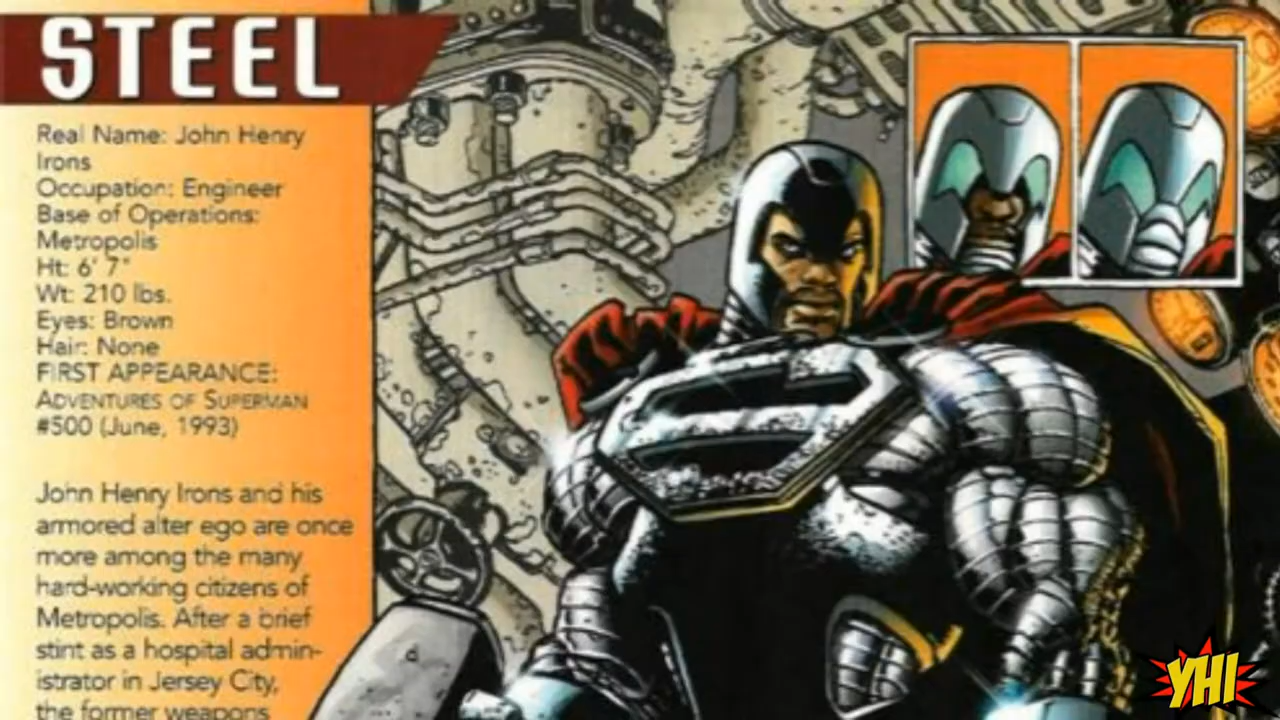 STEEL
Real Name: John Henry
Irons
Occupation: Engineer
Base of Operations:
Metropolis
Ht: 6' 7"
Wt: 210 lbs.
Eyes: Brown
Hair: None
FIRST APPEARANCE:
ADVENTURES OF SUPERMAN
#500 (June, 1993)
John Henry Irons and his
armored alter ego are once
more among the many
hard-working citizens of
Metropolis. After a brief
stint as a hospital admin-
istrator in Jersey City,
the former weapons
YHI